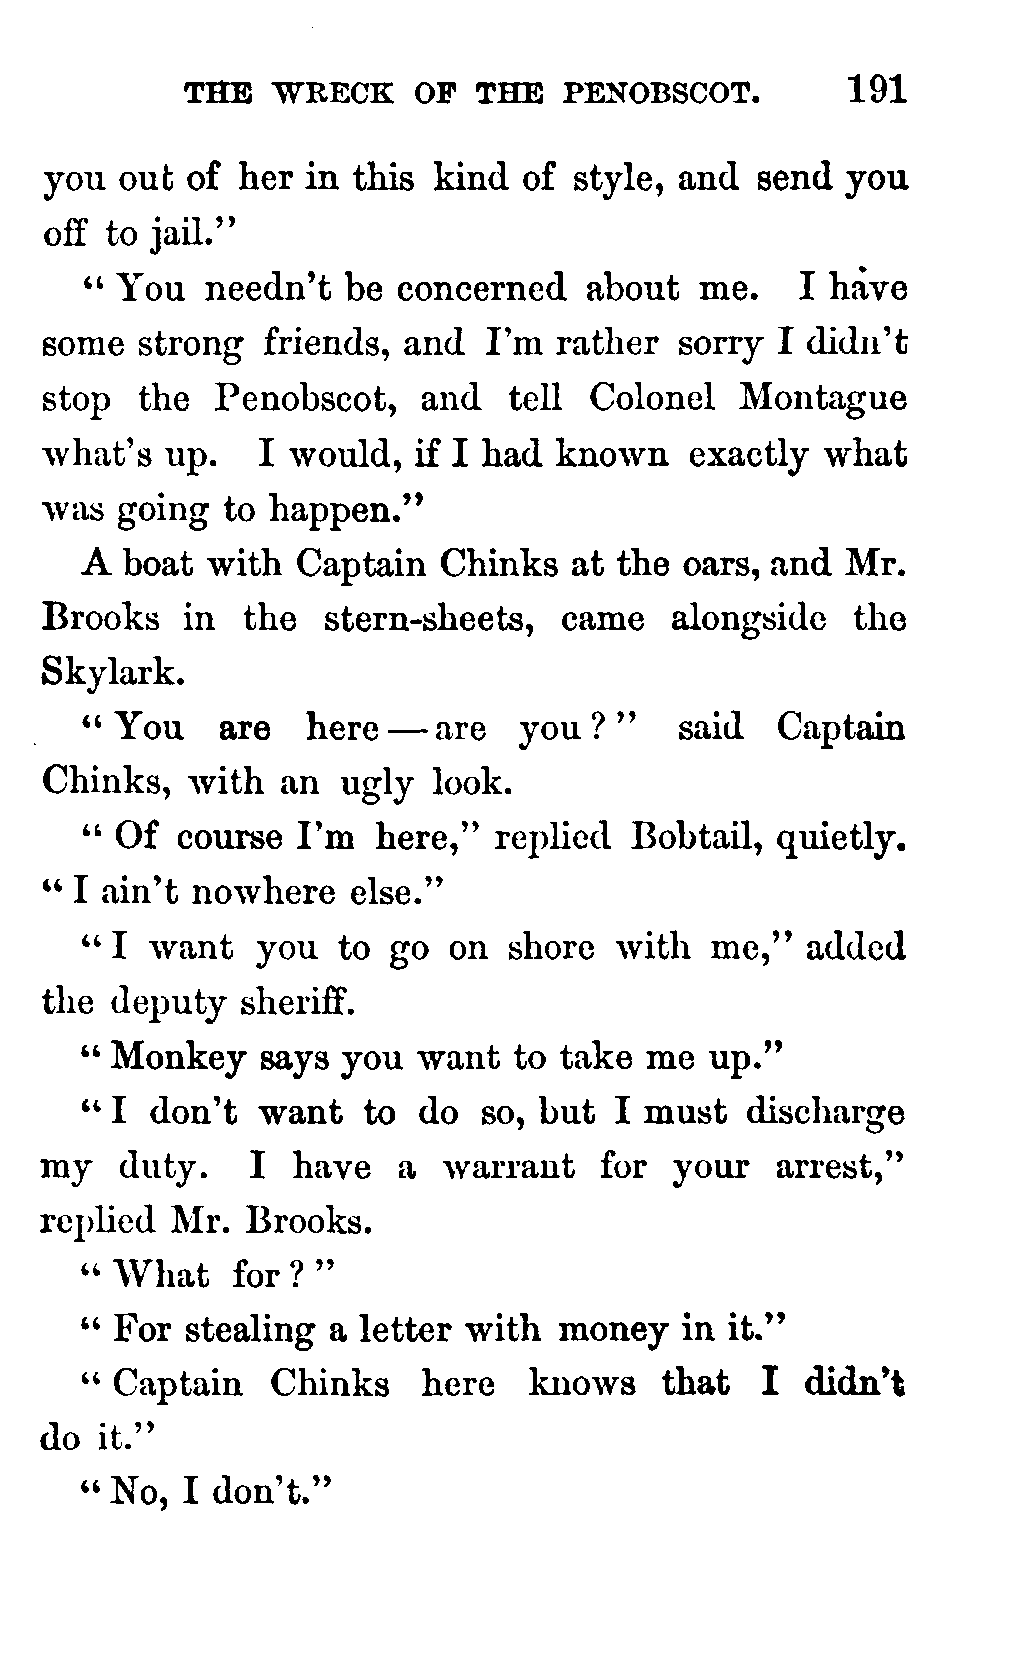 THE WRECK OF THE PENOBSCOT. 191
you out of her in this kind of style, and send you
off to jail."
"You needn't be concerned about me. I have
some strong friends, and I'm rather sorry I didn't
stop the Penobscot, and tell Colonel Montague
what's up. I would, if I had known exactly what
was going to happen."
A boat with Captain Chinks at the oars, and Mr.
Brooks in the stern-sheets, came alongside the
Skylark.
"You are here — are you?" said Captain
Chinks, with an ugly look.
"Of course I'm here," replied Bobtail, quietly.
"I ain't nowhere else."
"I want you to go on shore with me," added
the deputy sheriff.
"Monkey says you want to take me up."
"I don't want to do so, but I must discharge
my duty. I have a warrant for your arrest,"
replied Mr. Brooks.
"What for?"
"For stealing a letter with money in it."
"Captain Chinks here knows that I didn't
do it."
"No, I don't."